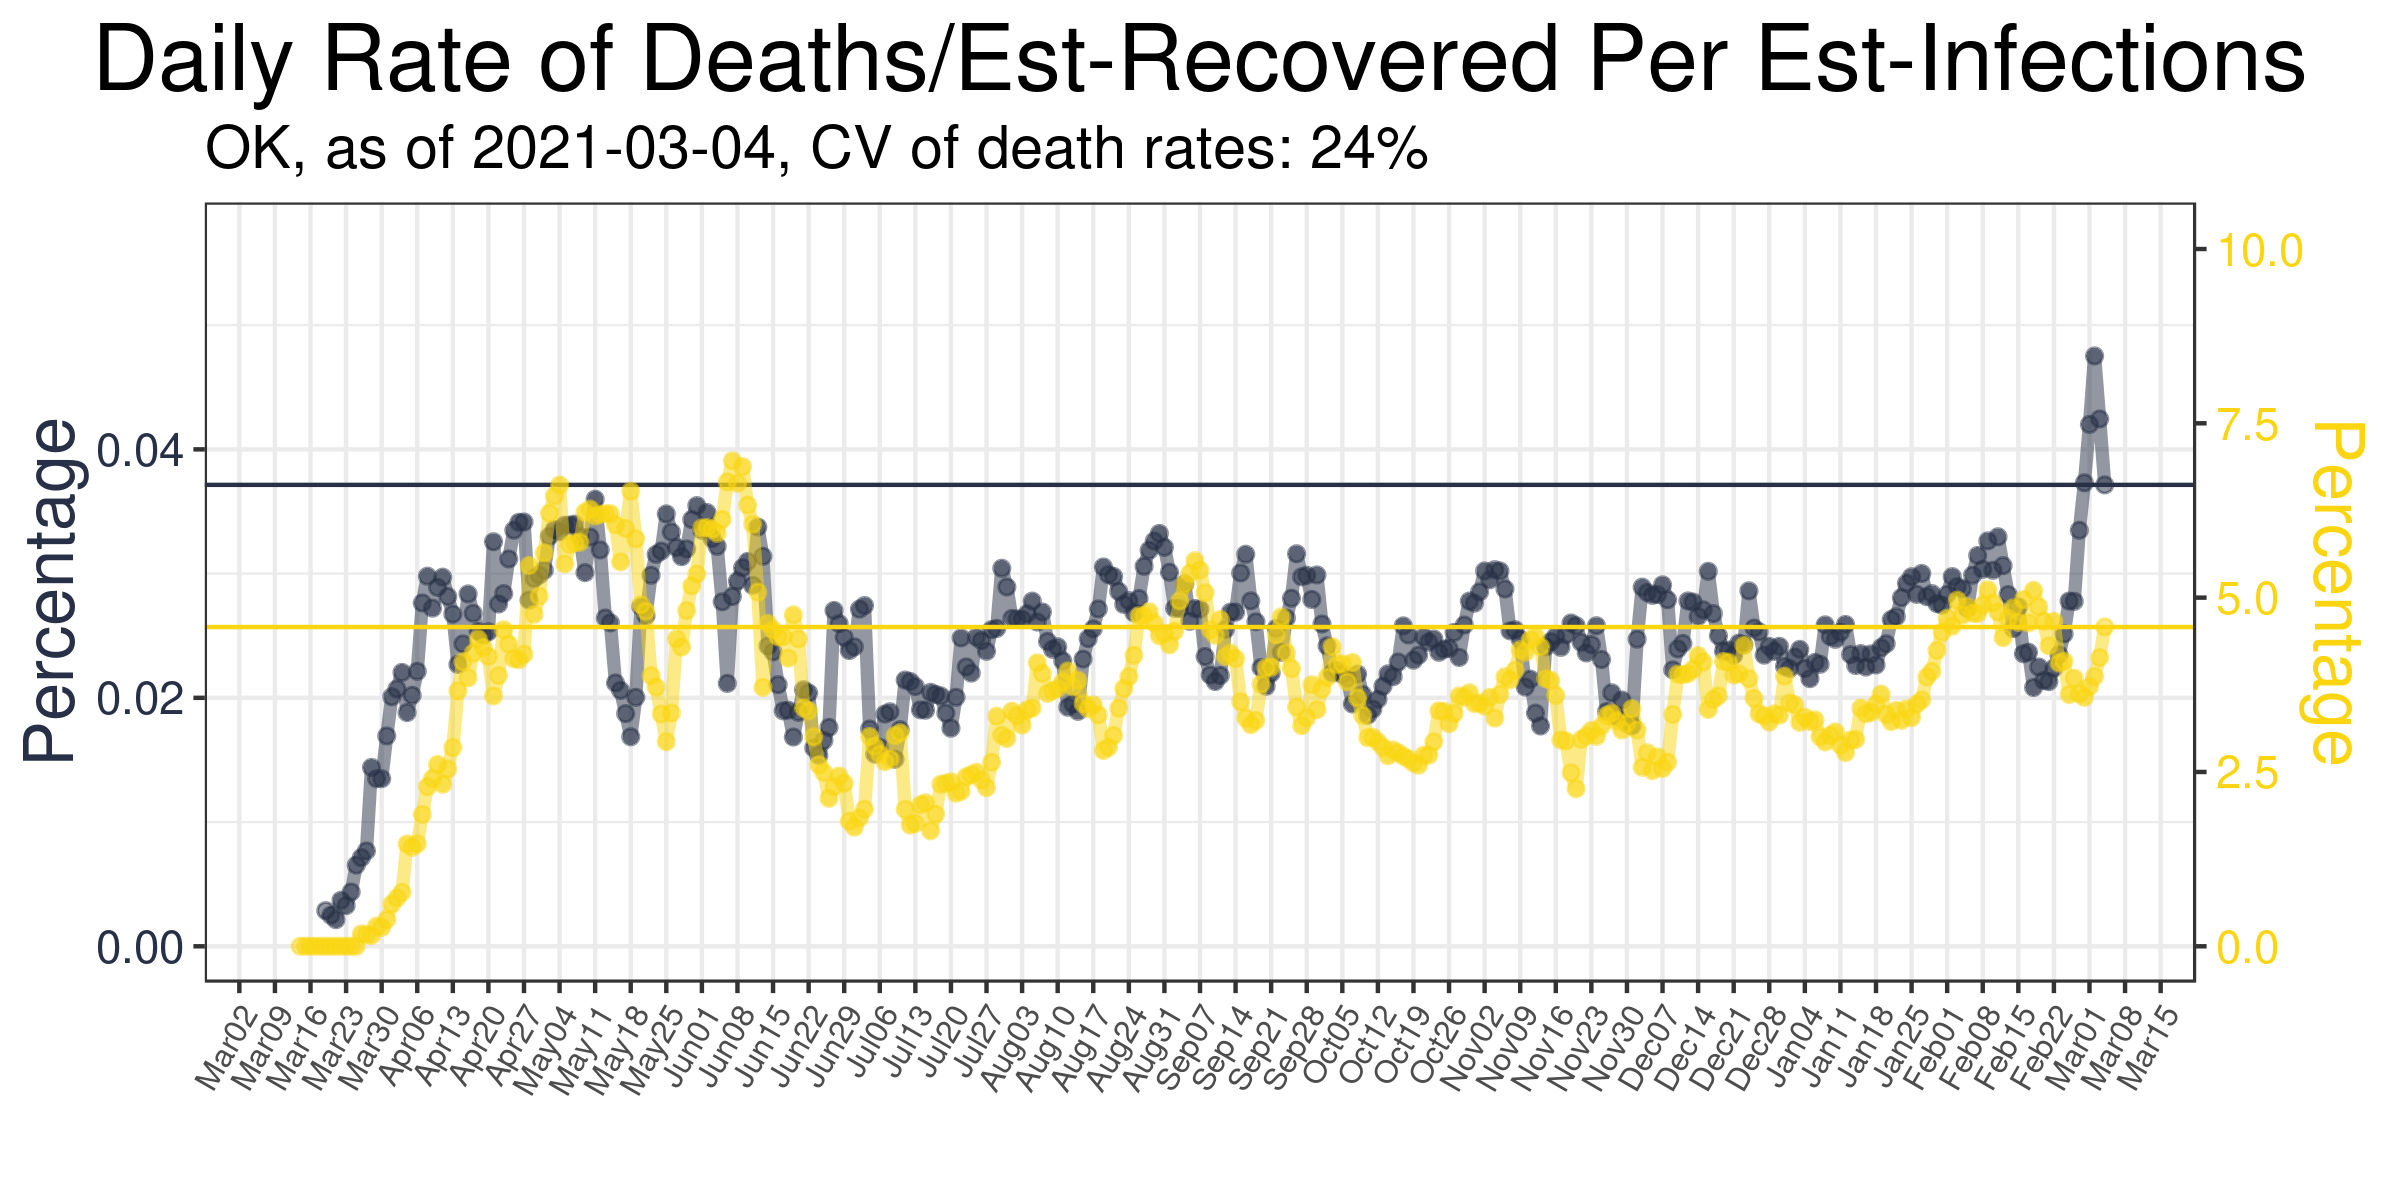 Daily Rate of Deaths/Est-Recovered Per Est-Infections
OK, as of 2021-03-04, CV of death rates: 24%
Percentage
0.04
0.02
0.00
10.0
7.5
5.0
2.5
0.0
Percentage
Mar02
Mar09
Mar16
Mar23
Mar30
Apr06
Apr13
Apr20
Apr27
May04
May11
May18
May25
Jun01
Jun08
Jun15
Jun22
Jun29
Jul06
Jul13
Jul20
Jul27
Aug03
Aug10
Aug17
Aug24
Aug31
Sep07
Sep14
Sep21
Sep28
Oct05
Oct12
Oct19
Oct26
Nov02
Nov09
Nov16
Nov23
Nov30
Dec07
Dec14
Dec21
Dec28
Jan04
Jan11
Jan18
Jan25
Feb01
Feb08
Feb15
Feb22
Mar01
Mar08
Mar15